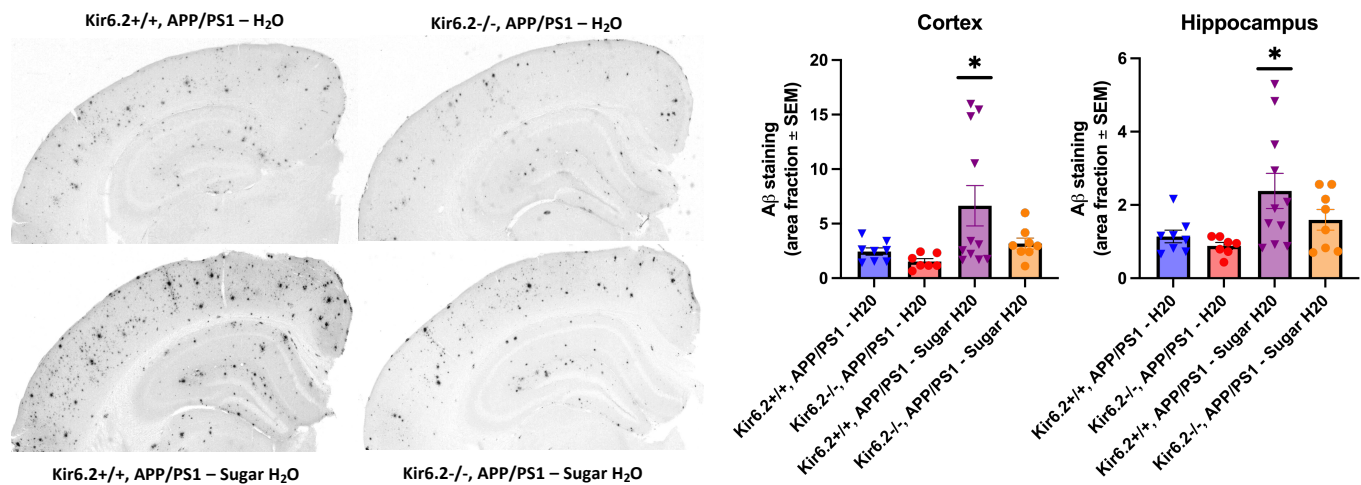 Kir6.2+/+, APP/PS1 – H₂O
Kir6.2-/-, APP/PS1 – H₂O
Kir6.2+/+, APP/PS1 – Sugar H₂O
Kir6.2-/-, APP/PS1 – Sugar H₂O
Cortex
Aβ staining
(area fraction ± SEM)
20
15
10
5
0
*
Kir6.2+/+, APP/PS1 - H20
Kir6.2-/-, APP/PS1 - H20
Kir6.2+/+, APP/PS1 - Sugar H20
Kir6.2-/-, APP/PS1 - Sugar H20
Hippocampus
Aβ staining
(area fraction ± SEM)
6
4
2
0
*
Kir6.2+/+, APP/PS1 - H20
Kir6.2-/-, APP/PS1 - H20
Kir6.2+/+, APP/PS1 - Sugar H20
Kir6.2-/-, APP/PS1 - Sugar H20